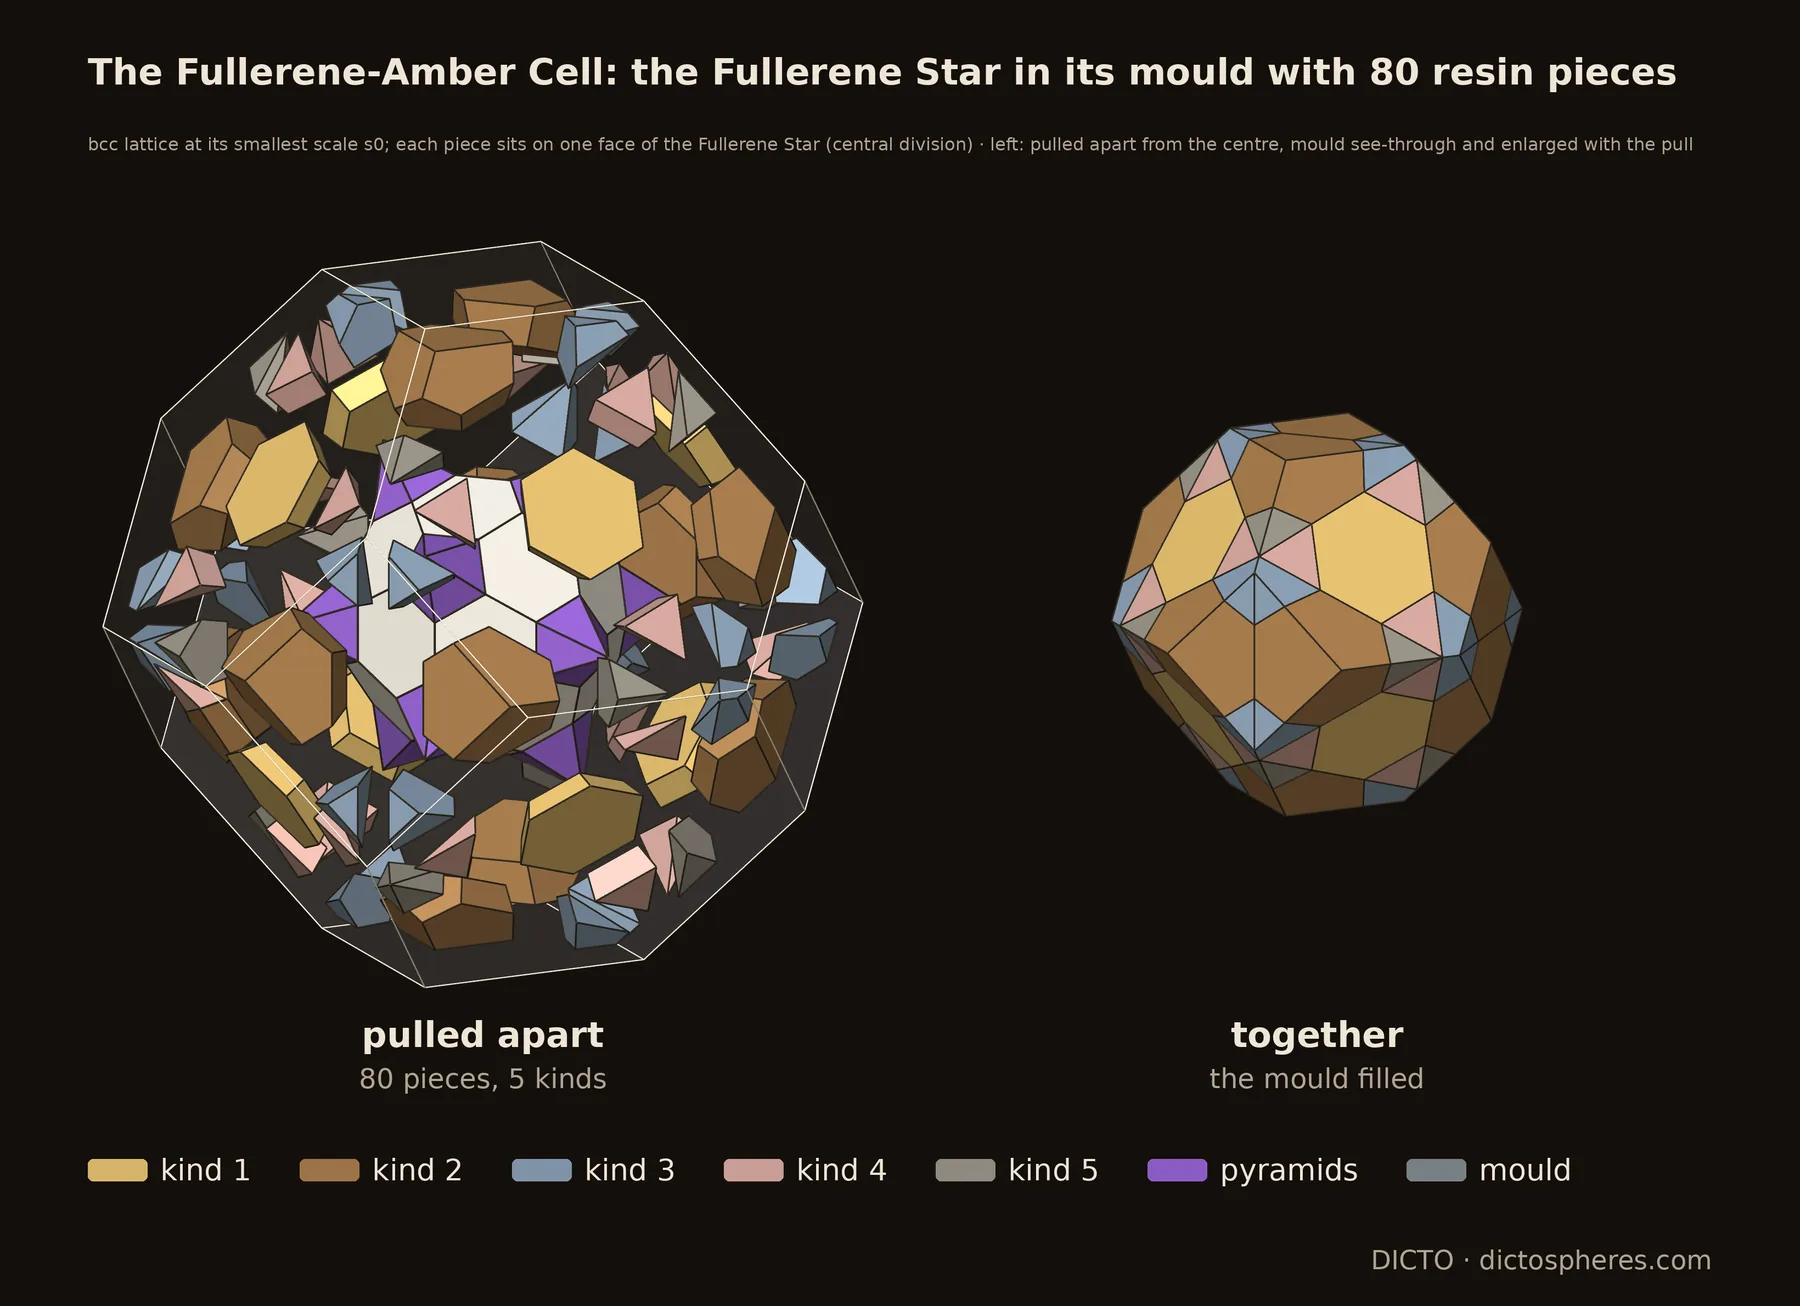 The Fullerene-Amber Cell: the Fullerene Star in its mould with 80 resin pieces
bcc lattice at its smallest scale s0; each piece sits on one face of the Fullerene Star (central division) · left: pulled apart from the centre, mould see-through and enlarged with the pull
pulled apart
80 pieces, 5 kinds
together
the mould filled
kind 1
kind 2
kind 3
kind 4
kind 5
pyramids
mould
DICTO · dictospheres.com